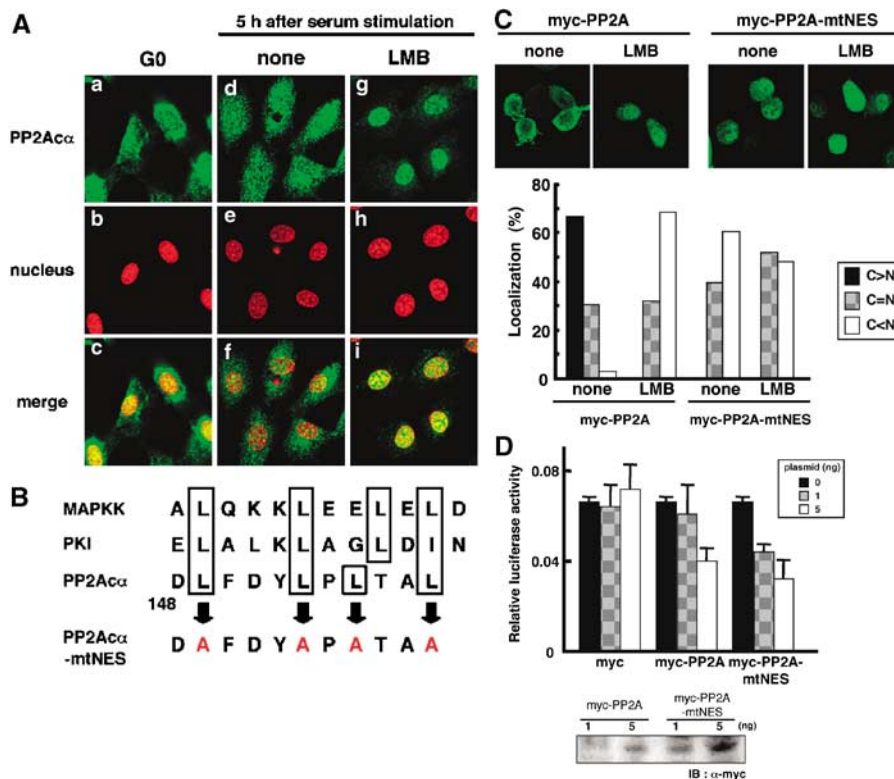 A
5 h after serum stimulation
G0 none LMB
a d g
PP2Acα
b e h
nucleus
c f i
merge
B
MAPKK A L Q K K L E E L E L D
PKI E L A L K L A G L D I N
PP2Acα D L F D Y L P L T A L
148
PP2Acα
-mtNES D A F D Y A P A T A A
C
myc-PP2A myc-PP2A-mtNES
none LMB none LMB
Localization (%)
80
60
40
20
0
C>N
C=N
C<N
none LMB none LMB
myc-PP2A myc-PP2A-mtNES
D
Relative luciferase activity
0.08
0.04
0
plasmid (ng)
0
1
5
myc myc-PP2A myc-PP2A-
mtNES
myc-PP2A myc-PP2A
-mtNES
1 5 1 5 (ng)
IB : α-myc